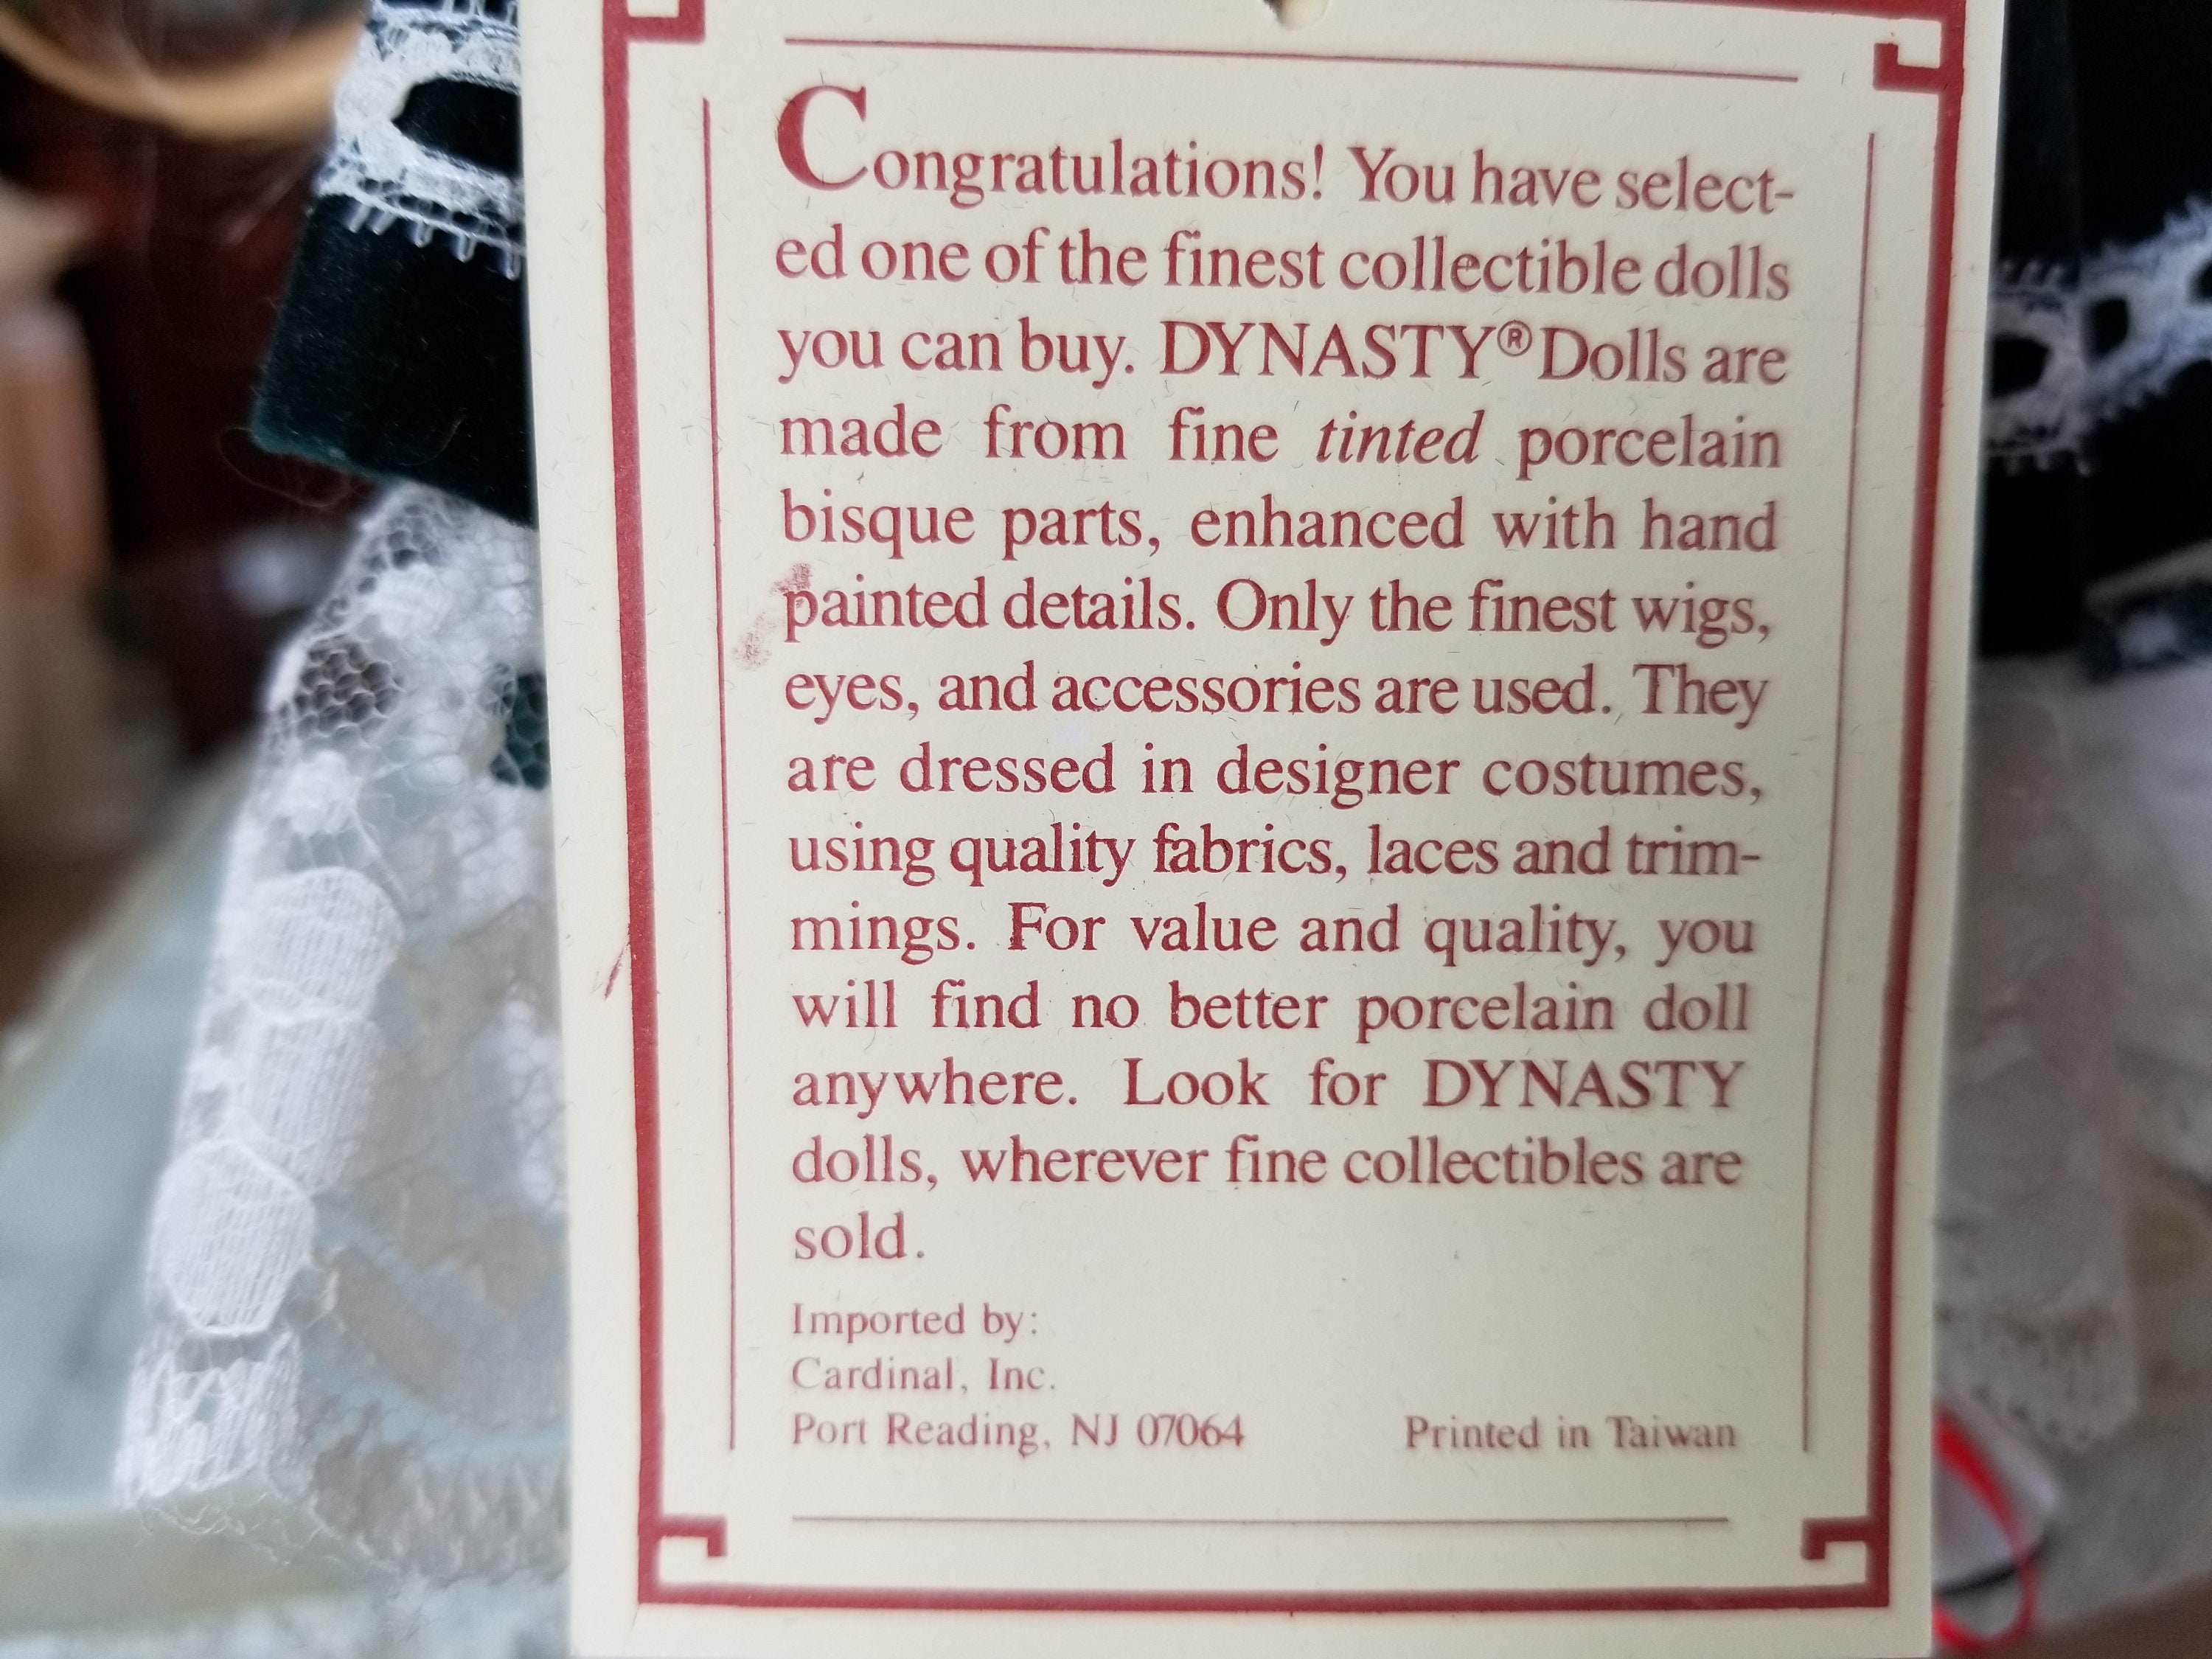 Congratulations! You have select-
ed one of the finest collectible dolls
you can buy. DYNASTY® Dolls are
made from fine tinted porcelain
bisque parts, enhanced with hand
painted details. Only the finest wigs,
eyes, and accessories are used. They
are dressed in designer costumes,
using quality fabrics, laces and trim-
mings. For value and quality, you
will find no better porcelain doll
anywhere. Look for DYNASTY
dolls, wherever fine collectibles are
sold.
Imported by:
Cardinal, Inc.
Port Reading, NJ 07064 Printed in Taiwan